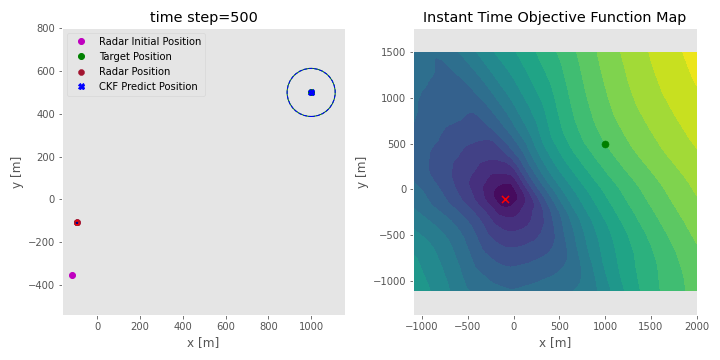 time step=500
800
600
400
200
0
−200
−400
0
200
400
600
800
1000
x [m]
y [m]
Radar Initial Position
Target Position
Radar Position
CKF Predict Position
Instant Time Objective Function Map
1500
1000
500
0
−500
−1000
−1000
−500
0
500
1000
1500
2000
x [m]
y [m]